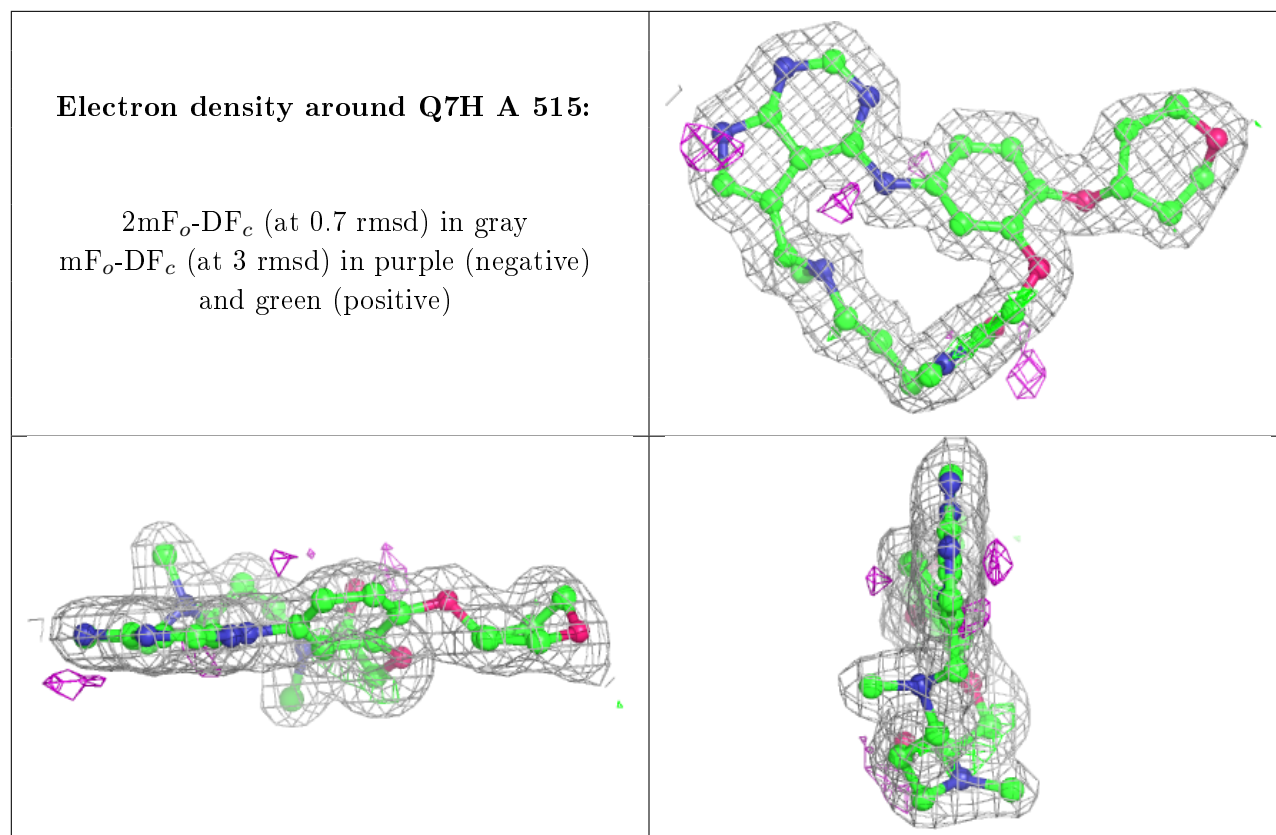 Electron density around Q7H A 515:
2mFo-DFc (at 0.7 rmsd) in gray
mFo-DFc (at 3 rmsd) in purple (negative)
and green (positive)